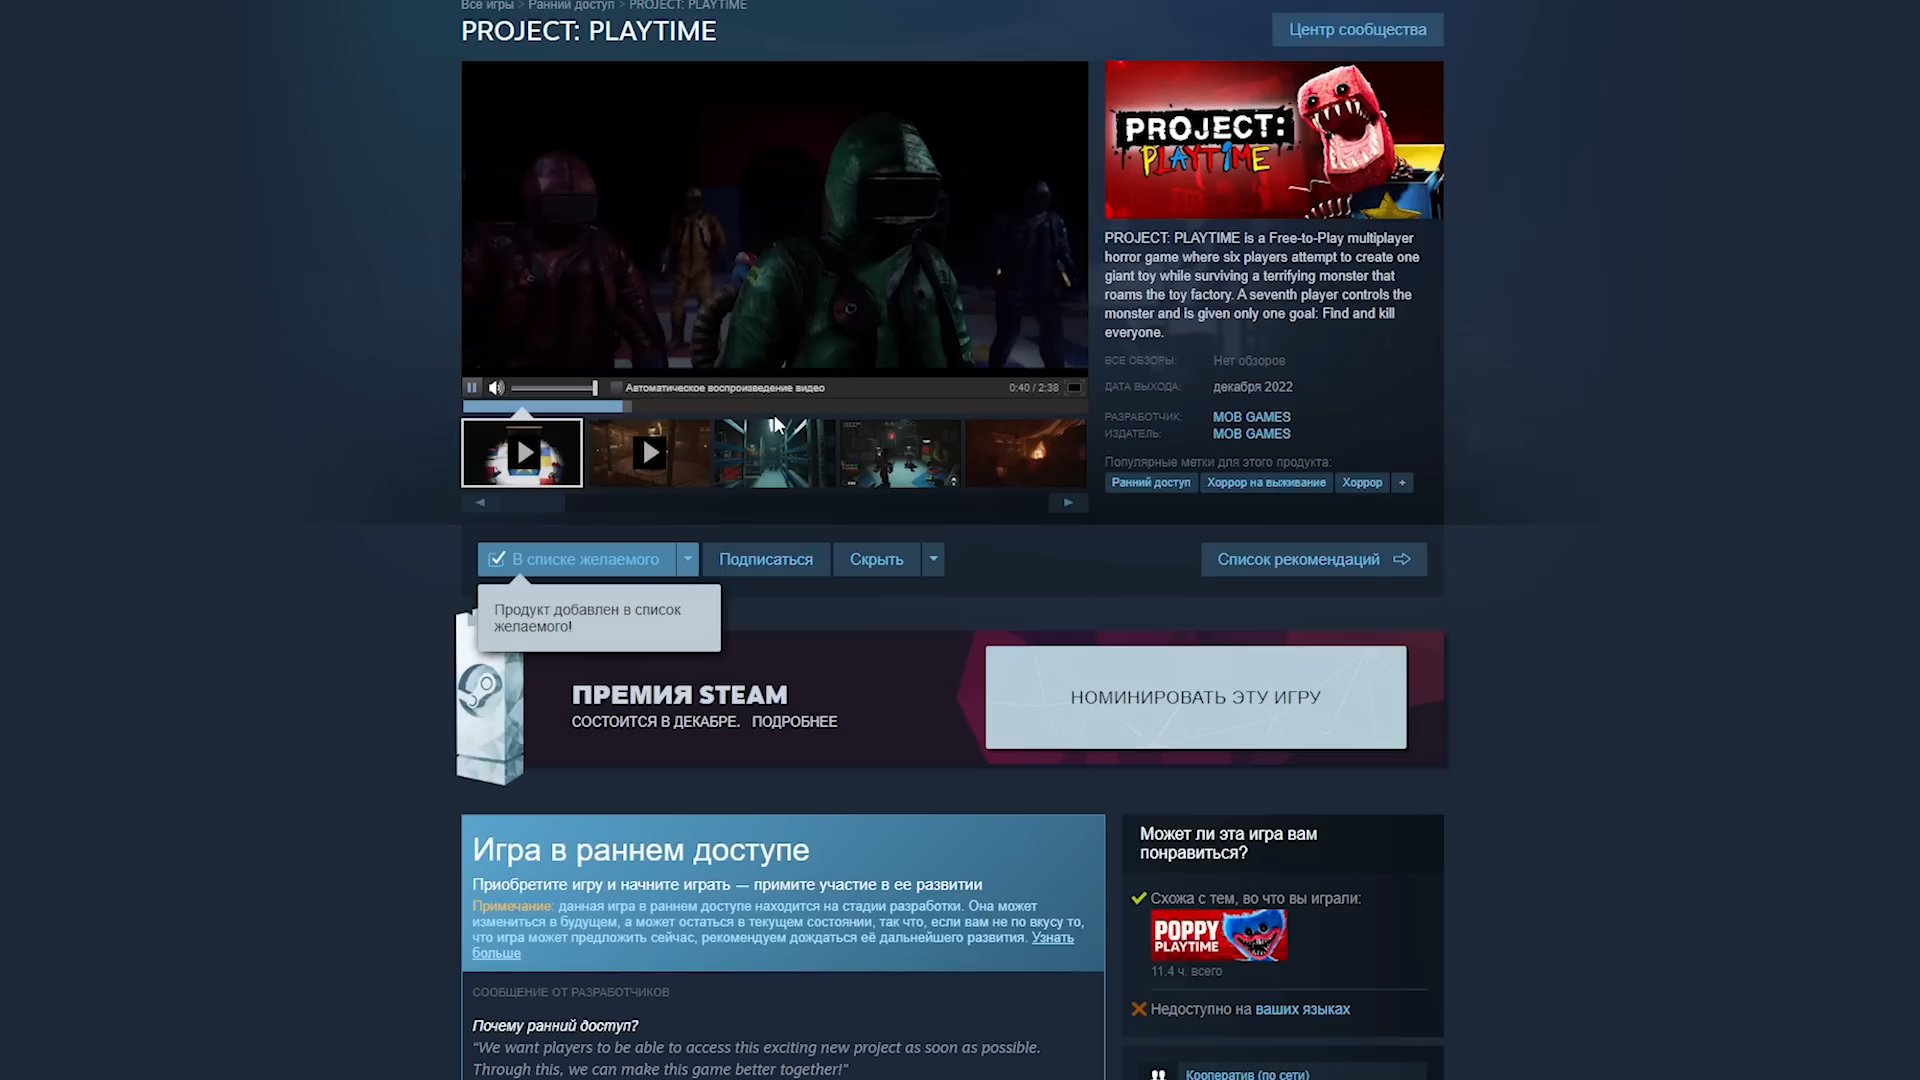 Все игры > Ранний доступ > PROJECT: PLAYTIME
PROJECT: PLAYTIME
Центр сообщества
PROJECT:
PLAYTIME
PROJECT: PLAYTIME is a Free-to-Play multiplayer
horror game where six players attempt to create one
giant toy while surviving a terrifying monster that
roams the toy factory. A seventh player controls the
monster and is given only one goal: Find and kill
everyone.
ВСЕ ОБЗОРЫ: Нет обзоров
ДАТА ВЫХОДА: декабря 2022
РАЗРАБОТЧИК: MOB GAMES
ИЗДАТЕЛЬ: MOB GAMES
Популярные метки для этого продукта:
Ранний доступ Хоррор на выживание Хоррор +
Автоматическое воспроизведение видео 0:40 / 2:38
В списке желаемого Подписаться Скрыть Список рекомендаций
Продукт добавлен в список
желаемого!
ПРЕМИЯ STEAM
СОСТОИТСЯ В ДЕКАБРЕ. ПОДРОБНЕЕ
НОМИНИРОВАТЬ ЭТУ ИГРУ
Игра в раннем доступе
Приобретите игру и начните играть — примите участие в ее развитии
Примечание: данная игра в раннем доступе находится на стадии разработки. Она может
измениться в будущем, а может остаться в текущем состоянии, так что, если вам не по вкусу то,
что игра может предложить сейчас, рекомендуем дождаться её дальнейшего развития. Узнать
больше
СООБЩЕНИЕ ОТ РАЗРАБОТЧИКОВ
Почему ранний доступ?
"We want players to be able to access this exciting new project as soon as possible.
Through this, we can make this game better together!"
Может ли эта игра вам
понравиться?
Схожа с тем, во что вы играли:
POPPY
PLAYTIME
11.4 ч. всего
Недоступно на ваших языках
Кооператив (по сети)